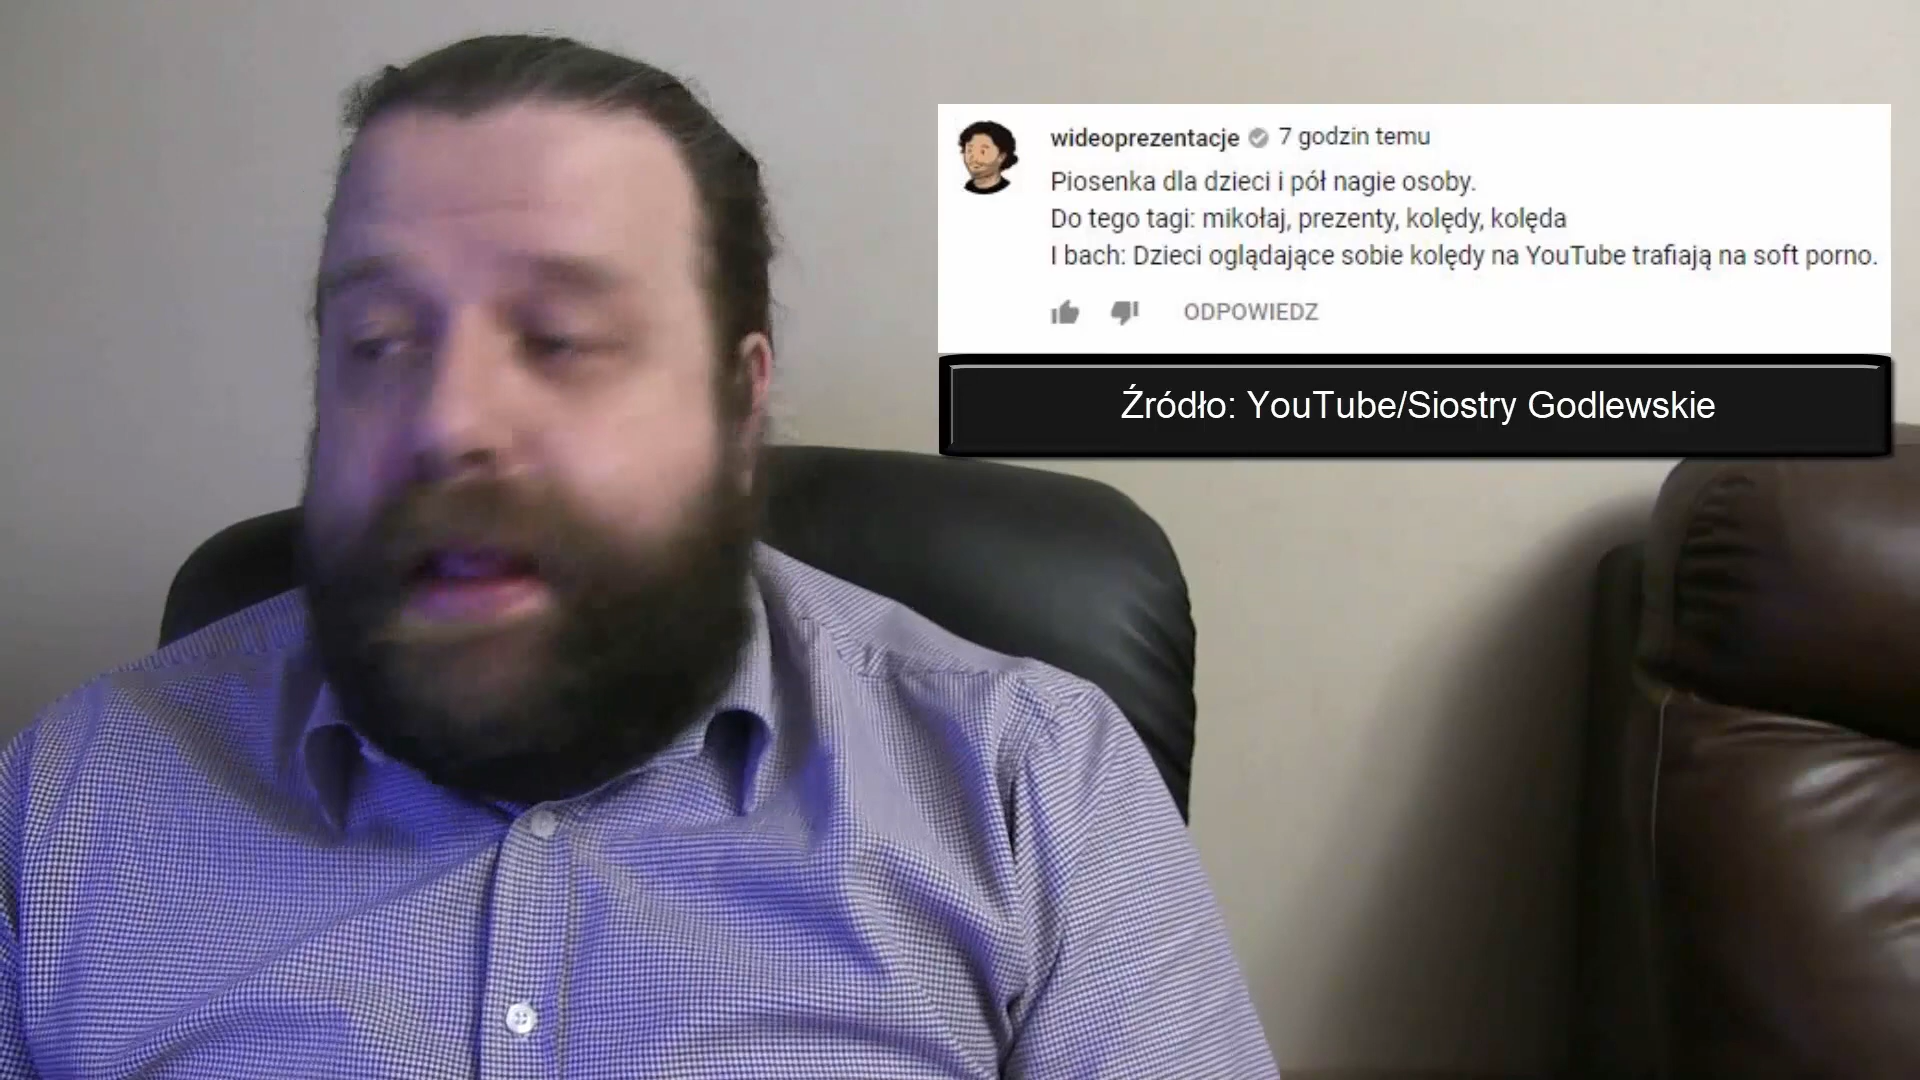 wideoprezentacje 7 godzin temu
Piosenka dla dzieci i pół nagie osoby.
Do tego tagi: mikołaj, prezenty, kolędy, kolęda
I bach: Dzieci oglądające sobie kolędy na YouTube trafiają na soft porno.
ODPOWIEDZ
Źródło: YouTube/Siostry Godlewskie